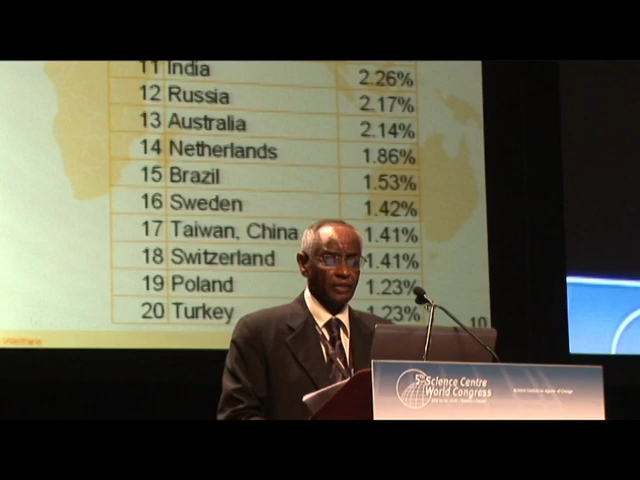 11 India 2.26%
12 Russia 2.17%
13 Australia 2.14%
14 Netherlands 1.86%
15 Brazil 1.53%
16 Sweden 1.42%
17 Taiwan, China 1.41%
18 Switzerland 1.41%
19 Poland 1.23%
20 Turkey 1.23%
10
5th Science Centre
World Congress